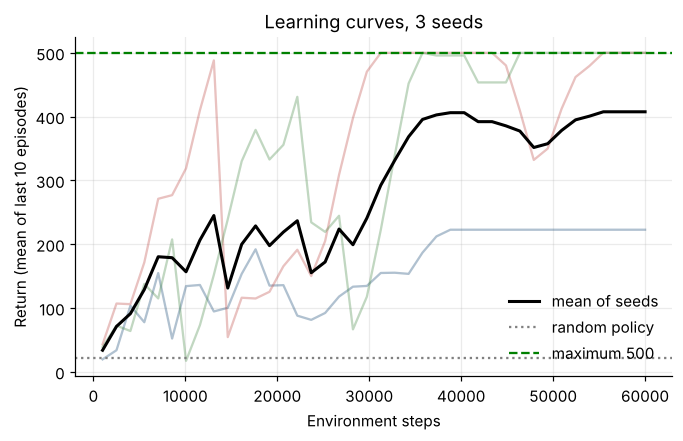 Learning curves, 3 seeds
Return (mean of last 10 episodes)
500
400
300
200
100
0
mean of seeds
random policy
maximum 500
0 10000 20000 30000 40000 50000 60000
Environment steps